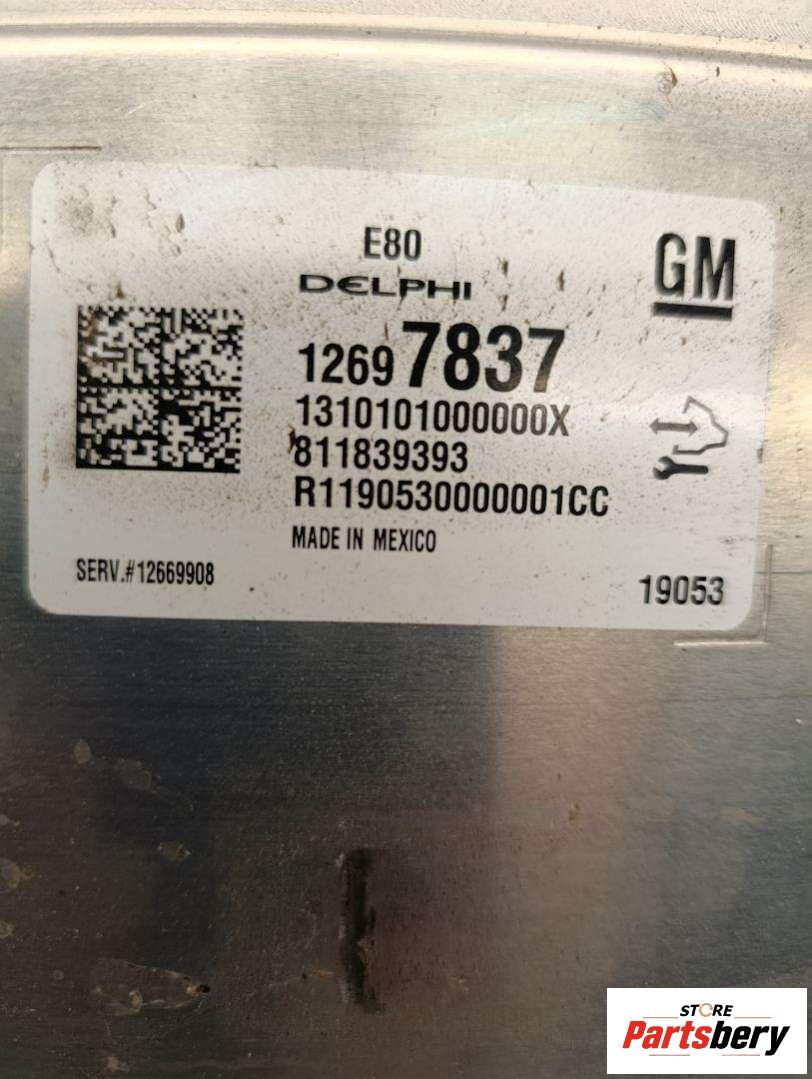 E80
GM
DELPHI
12697837
1310101000000X
811839393
R1190530000001CC
MADE IN MEXICO
SERV.#12669908
19053
STORE
Partsbery